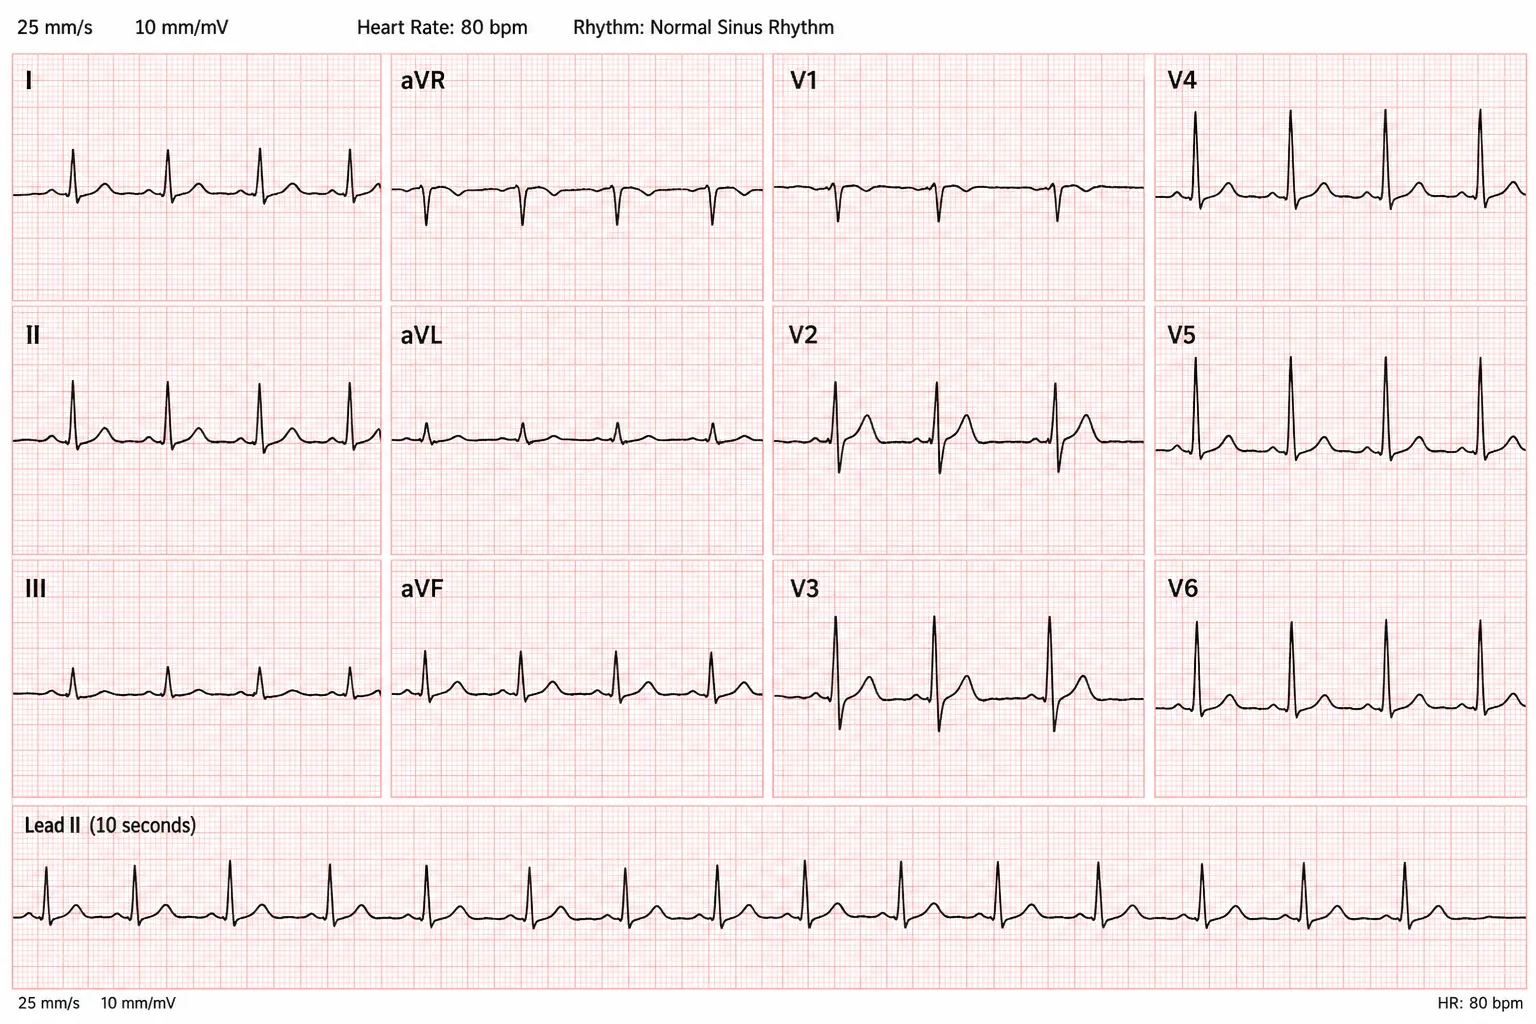 25 mm/s 10 mm/mV Heart Rate: 80 bpm Rhythm: Normal Sinus Rhythm
I aVR V1 V4
II aVL V2 V5
III aVF V3 V6
Lead II (10 seconds)
25 mm/s 10 mm/mV HR: 80 bpm